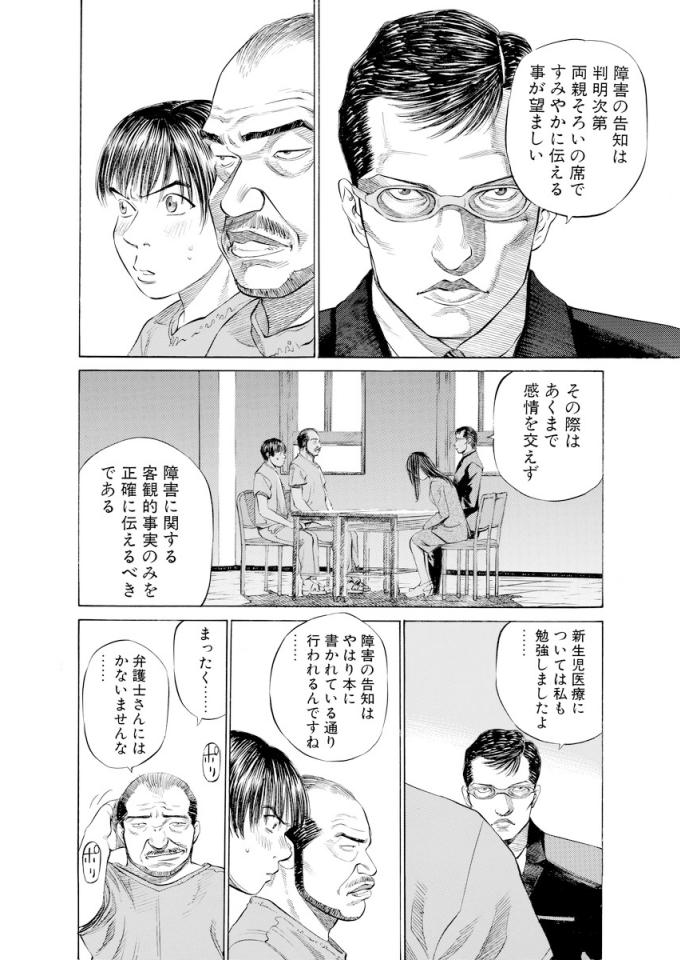 障害の告知は
判明次第
両親そろいの席で
すみやかに伝える
事が望ましい
その際は
あくまで
感情を交えず
障害に関する
客観的事実のみを
正確に伝えるべき
である
新生児医療に
ついては私も
勉強しましたよ
……
障害の告知は
やはり本に
書かれている通り
行われるんですね
……
まったく……
弁護士さんには
かないませんな
……
ポリ
ポリ